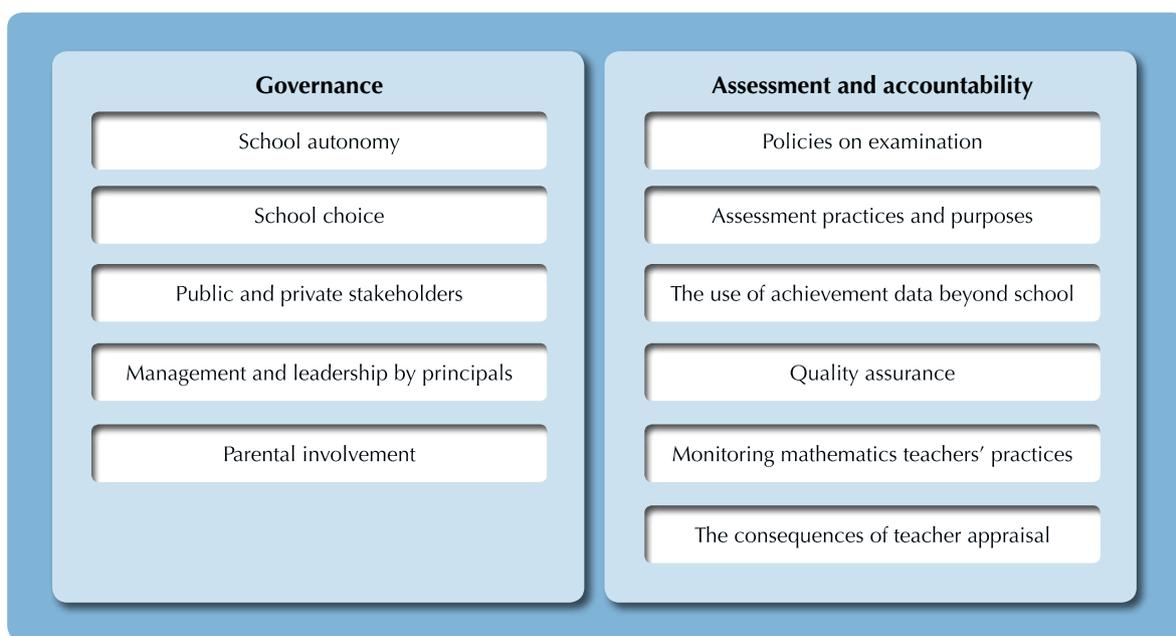 Governance
School autonomy
School choice
Public and private stakeholders
Management and leadership by principals
Parental involvement
Assessment and accountability
Policies on examination
Assessment practices and purposes
The use of achievement data beyond school
Quality assurance
Monitoring mathematics teachers’ practices
The consequences of teacher appraisal